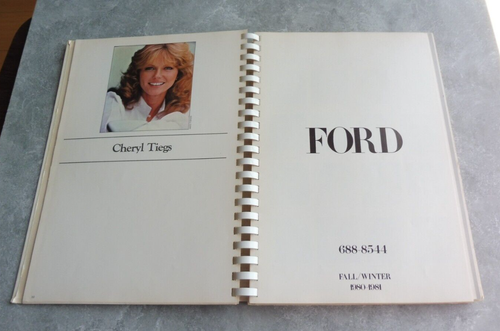 Cheryl Tiegs
FORD
688-8544
FALL/WINTER
1980-1981